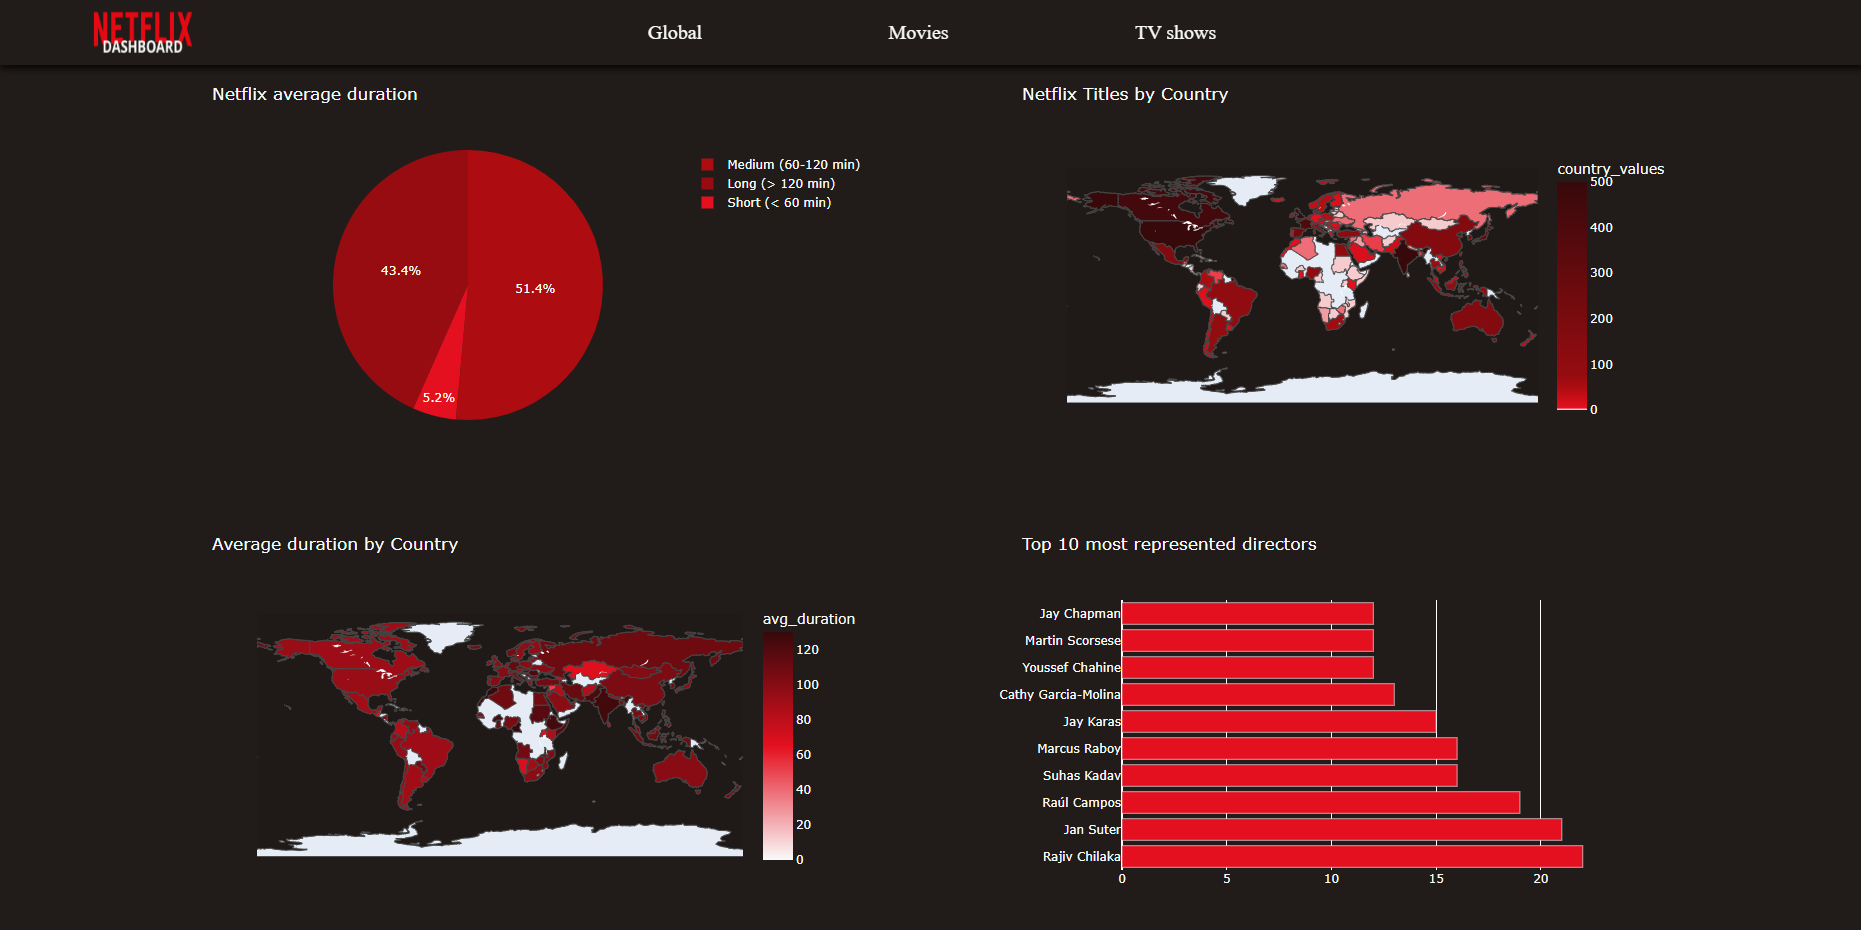 NETFLIX
DASHBOARD
Global
Movies
TV shows
Netflix average duration
43.4%
51.4%
5.2%
Medium (60-120 min)
Long (> 120 min)
Short (< 60 min)
Netflix Titles by Country
country_values
500
400
300
200
100
0
Average duration by Country
avg_duration
120
100
80
60
40
20
0
Top 10 most represented directors
Jay Chapman
Martin Scorsese
Youssef Chahine
Cathy Garcia-Molina
Jay Karas
Marcus Raboy
Suhas Kadav
Raúl Campos
Jan Suter
Rajiv Chilaka
0 5 10 15 20